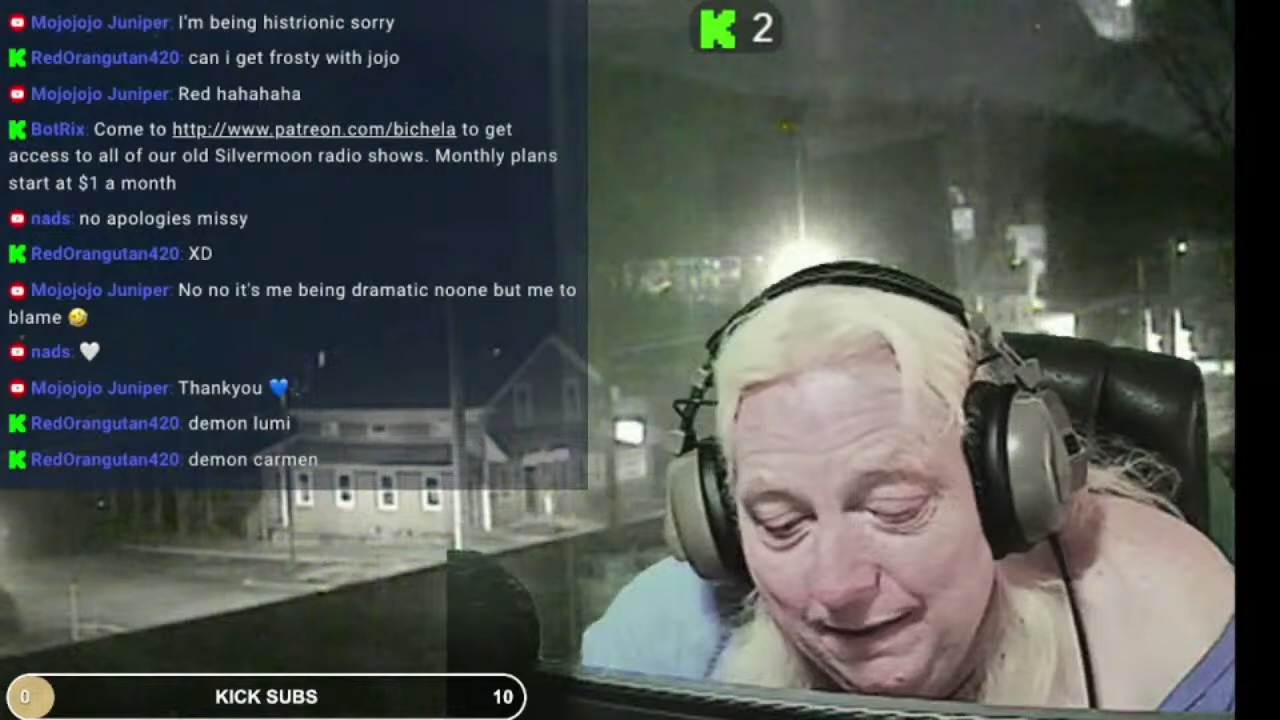 Mojojojo Juniper: I'm being histrionic sorry
K 2
RedOrangutan420: can i get frosty with jojo
Mojojojo Juniper: Red hahahaha
BotRix: Come to http://www.patreon.com/bichela to get
access to all of our old Silvermoon radio shows. Monthly plans
start at $1 a month
nads: no apologies missy
RedOrangutan420: XD
Mojojojo Juniper: No no it's me being dramatic noone but me to
blame 🤣
nads: 🤍
Mojojojo Juniper: Thankyou 💙
RedOrangutan420: demon lumi
RedOrangutan420: demon carmen
0 KICK SUBS 10